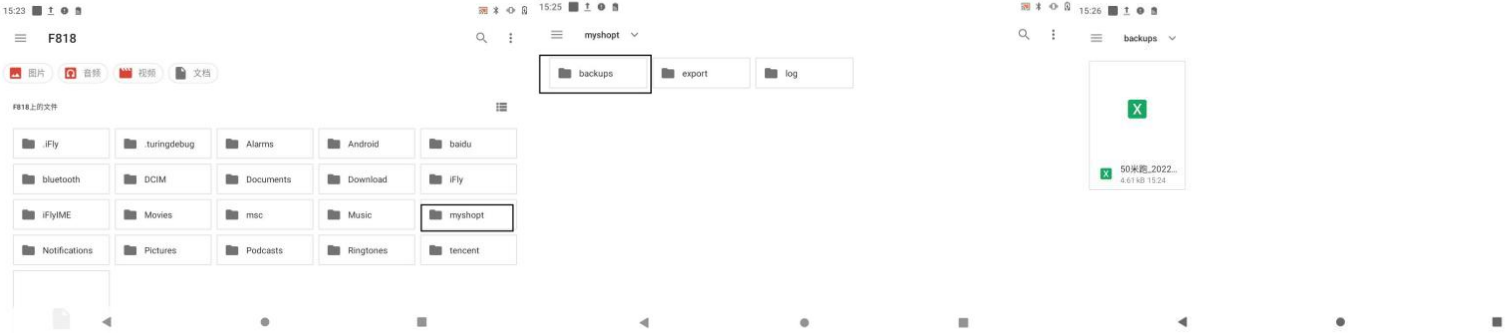 15:23
F818
图片 音频 视频 文档
F818上的文件
.iFly .turingdebug Alarms Android baidu
bluetooth DCIM Documents Download iFly
iFlyIME Movies msc Music myshopt
Notifications Pictures Podcasts Ringtones tencent
15:25
myshopt
backups export log
15:26
backups
X
X 50米跑_2022...
4.61 kB 15:24